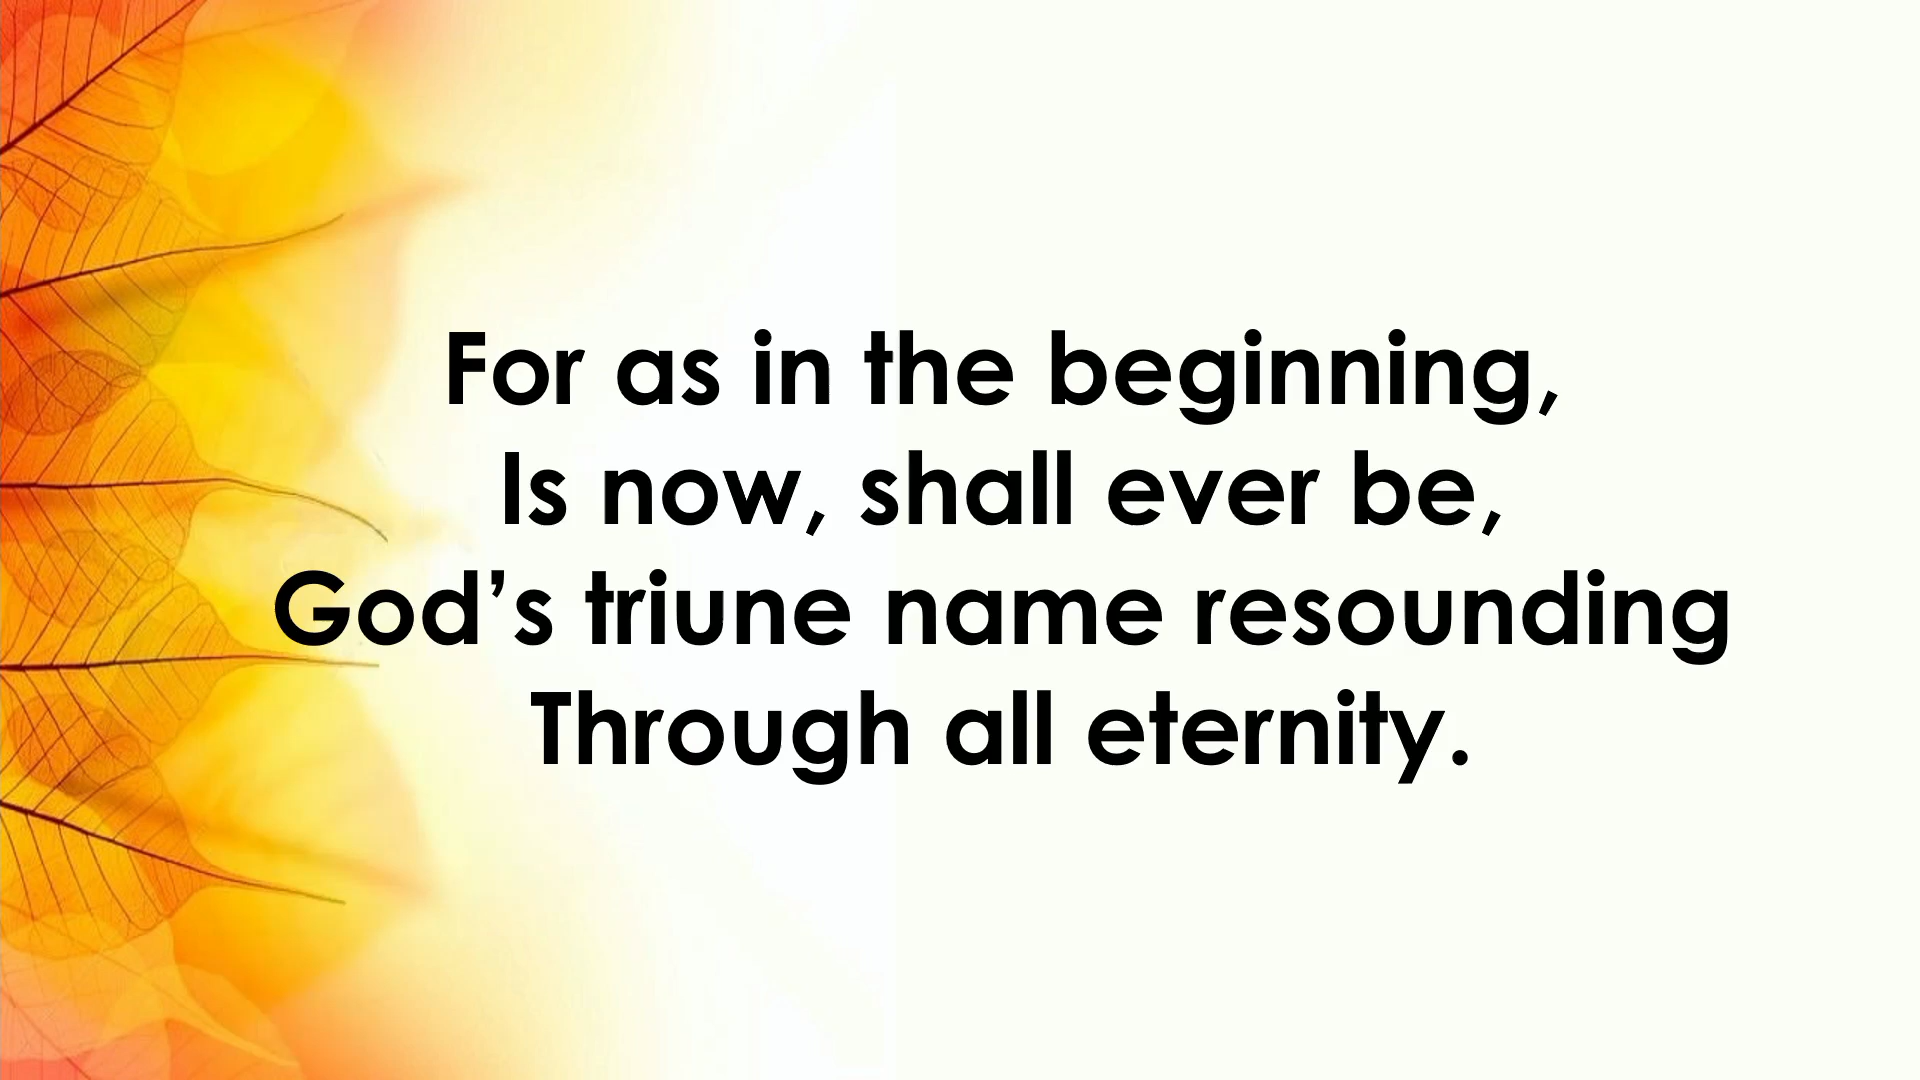 For as in the beginning,
Is now, shall ever be,
God’s triune name resounding
Through all eternity.